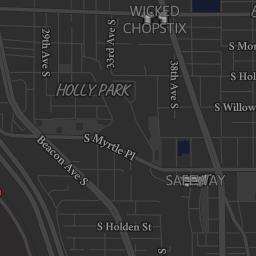 WICKED
CHOPSTIX
29th Ave S
33rd Ave S
38th Ave S
S Mor
S Hol
HOLLY PARK
S Willow
S Myrtle Pl
Beacon Ave S
SAFEWAY
S Holden St
S